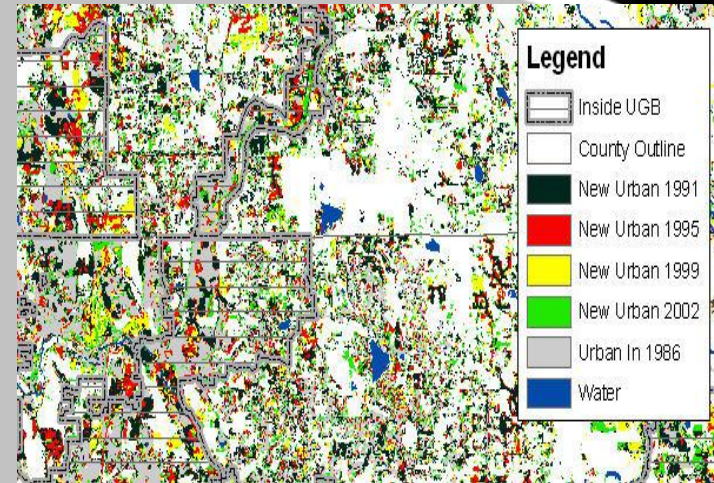 Legend
Inside UGB
County Outline
New Urban 1991
New Urban 1995
New Urban 1999
New Urban 2002
Urban In 1986
Water